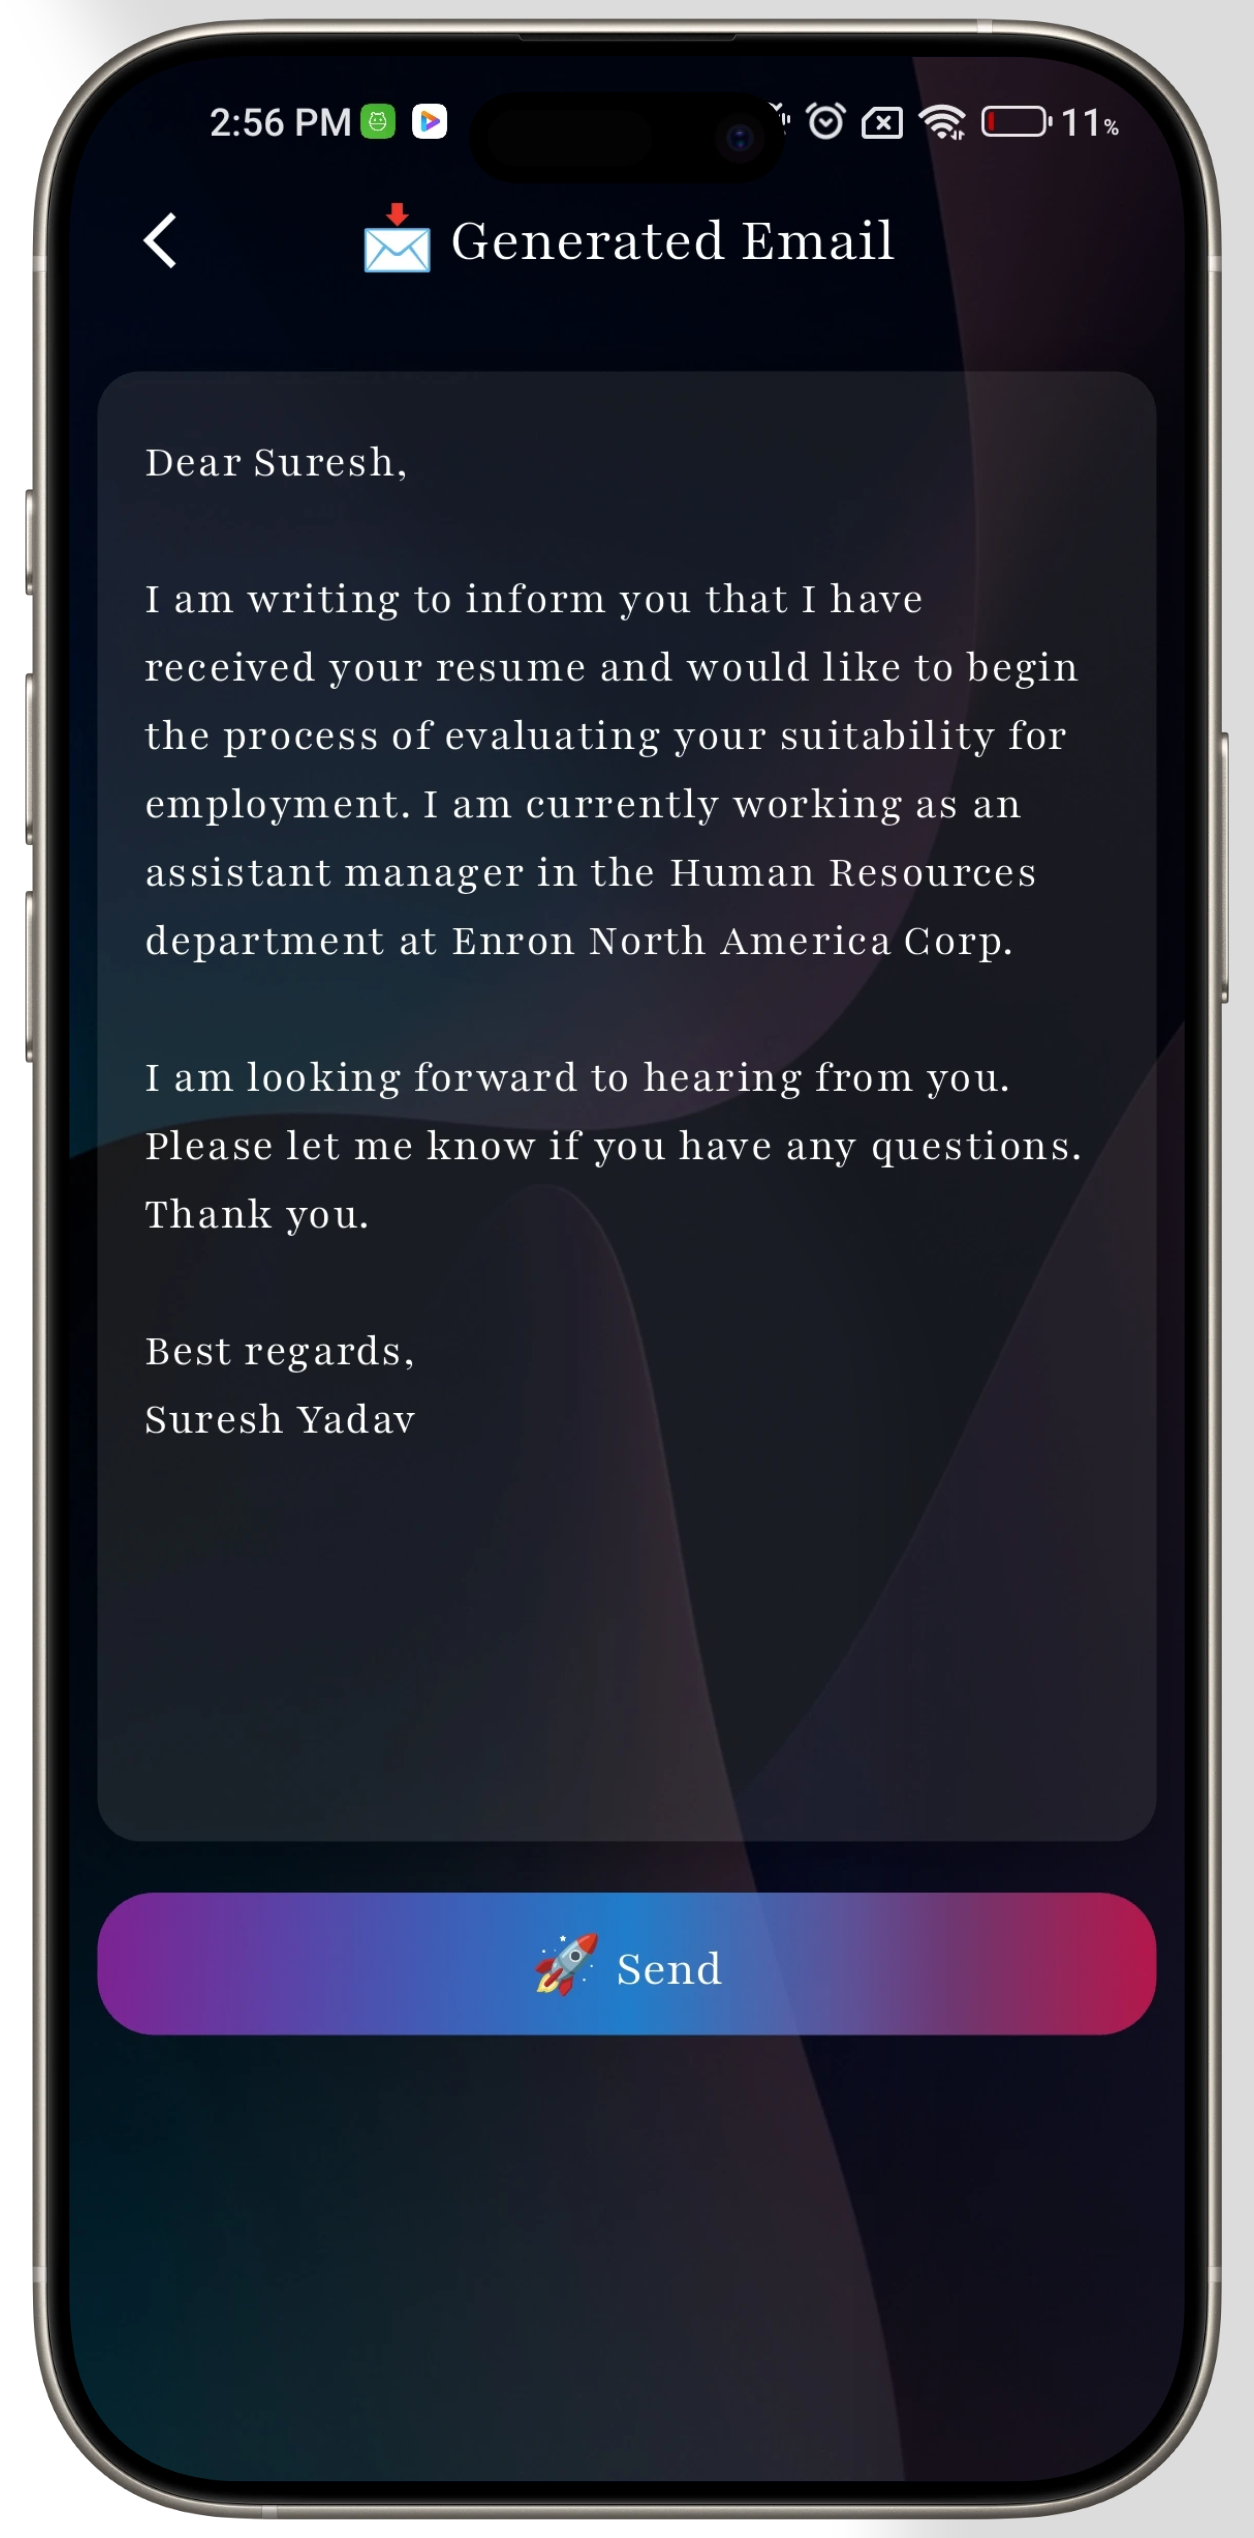 2:56 PM
11%
Generated Email
Dear Suresh,
I am writing to inform you that I have
received your resume and would like to begin
the process of evaluating your suitability for
employment. I am currently working as an
assistant manager in the Human Resources
department at Enron North America Corp.
I am looking forward to hearing from you.
Please let me know if you have any questions.
Thank you.
Best regards,
Suresh Yadav
Send